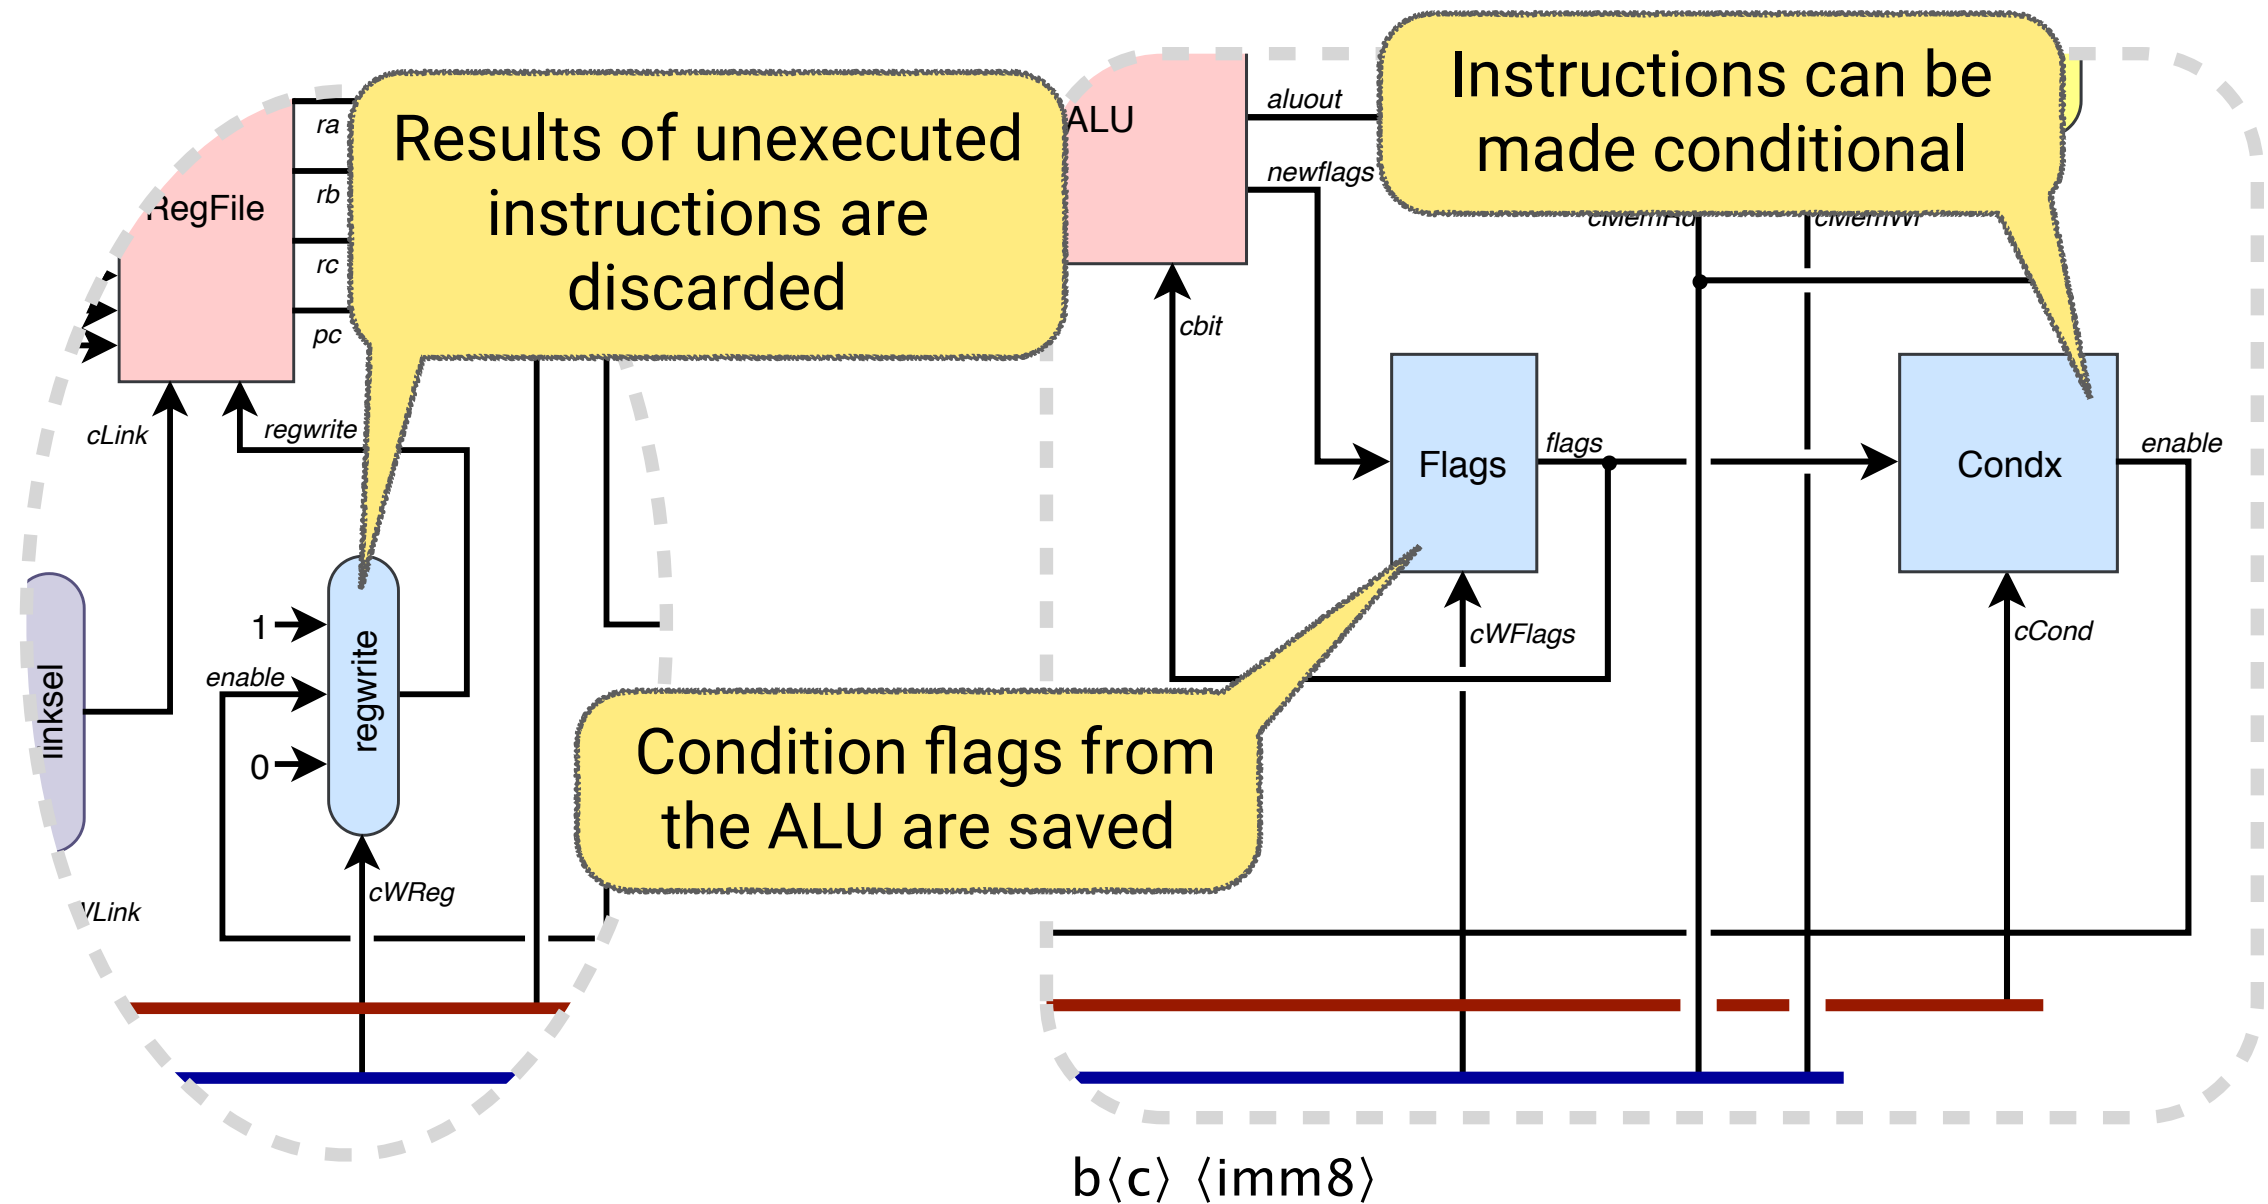 Results of unexecuted
instructions are
discarded
Instructions can be
made conditional
Condition flags from
the ALU are saved
RegFile
ra
rb
rc
pc
cLink
regwrite
1
enable
0
regwrite
cWReg
ALU
aluout
newflags
cMemRd
cMemWr
cbit
Flags
flags
Condx
enable
cWFlags
cCond
b⟨c⟩ ⟨imm8⟩